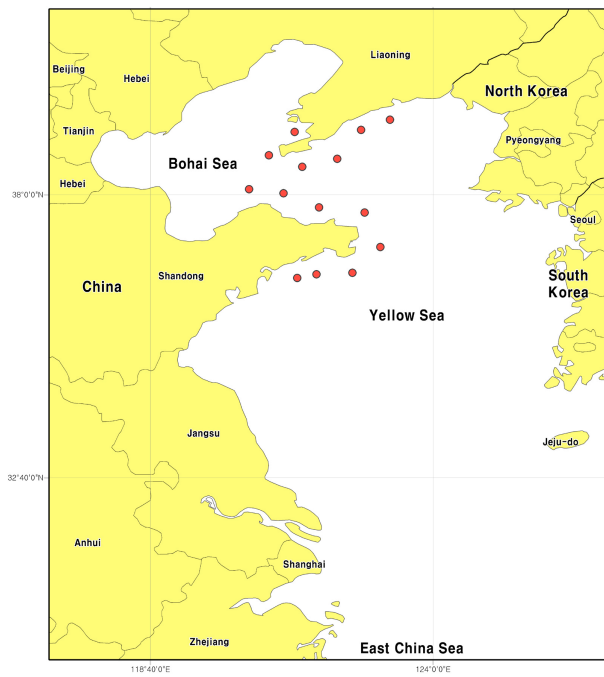 Liaoning
Beijing
Hebei
North Korea
Tianjin
Pyeongyang
Bohai Sea
Hebei
38°0'0"N
Seoul
Shandong
South
Korea
China
Yellow Sea
Jangsu
Jeju-do
32°40'0"N
Anhui
Shanghai
Zhejiang
East China Sea
118°40'0"E
124°0'0"E